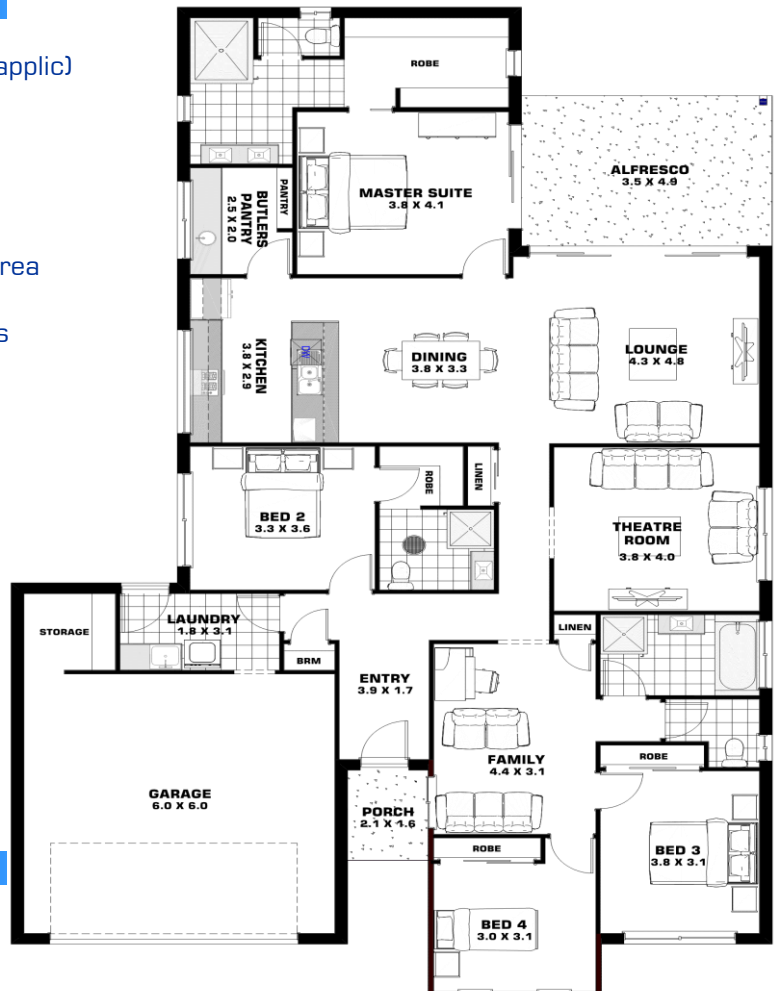 applic)
rea
s
ROBE
ALFRESCO
3.5 X 4.9
MASTER SUITE
3.8 X 4.1
PANTRY
BUTLERS
PANTRY
2.5 X 2.0
KITCHEN
3.8 X 2.9
DW
DINING
3.8 X 3.3
LOUNGE
4.3 X 4.8
BED 2
3.3 X 3.6
ROBE
LINEN
THEATRE
ROOM
3.8 X 4.0
STORAGE
LAUNDRY
1.8 X 3.1
BRM
LINEN
ENTRY
3.9 X 1.7
FAMILY
4.4 X 3.1
ROBE
GARAGE
6.0 X 6.0
PORCH
2.1 X 1.6
ROBE
BED 3
3.8 X 3.1
BED 4
3.0 X 3.1